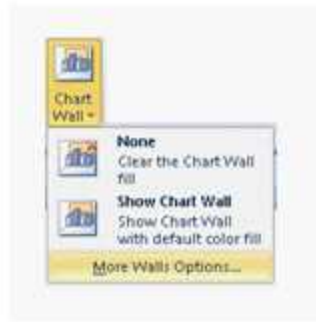 Chart
Wall
None
Clear the Chart Wall
fill
Show Chart Wall
Show Chart Wall
with default color fill
More Walls Options...